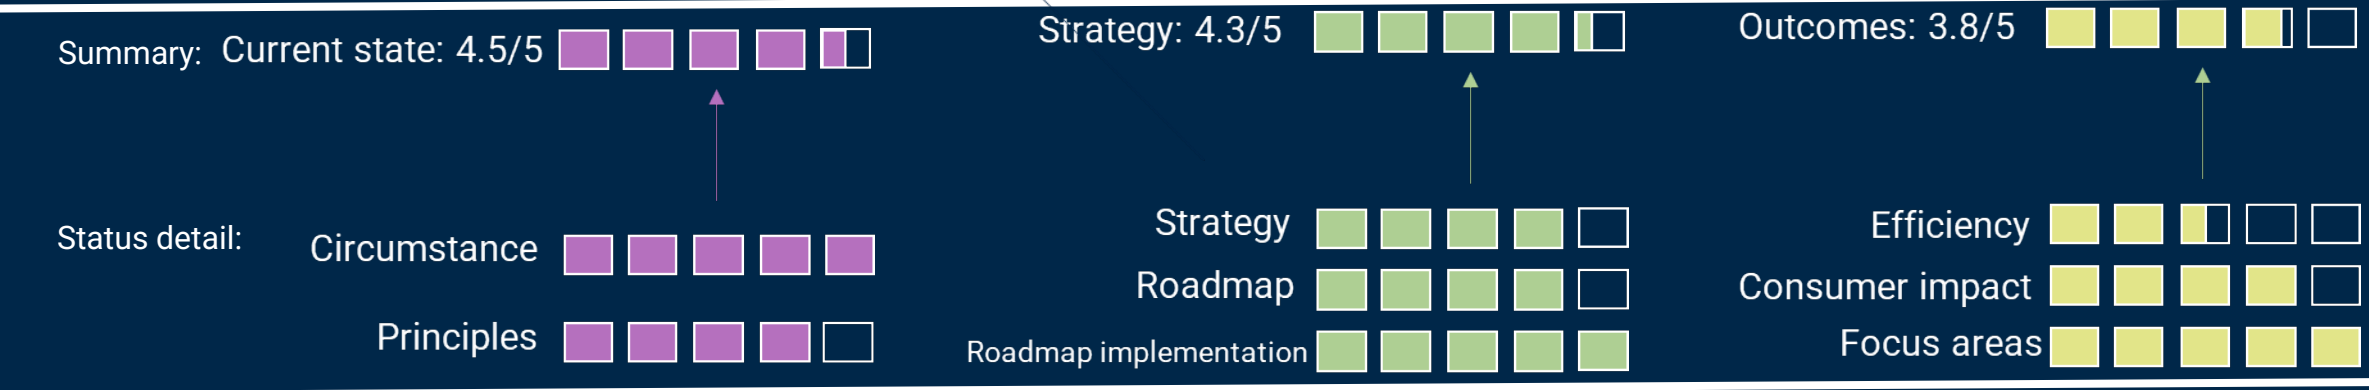 Summary: Current state: 4.5/5
Strategy: 4.3/5
Outcomes: 3.8/5
Status detail:
Circumstance
Principles
Strategy
Roadmap
Roadmap implementation
Efficiency
Consumer impact
Focus areas